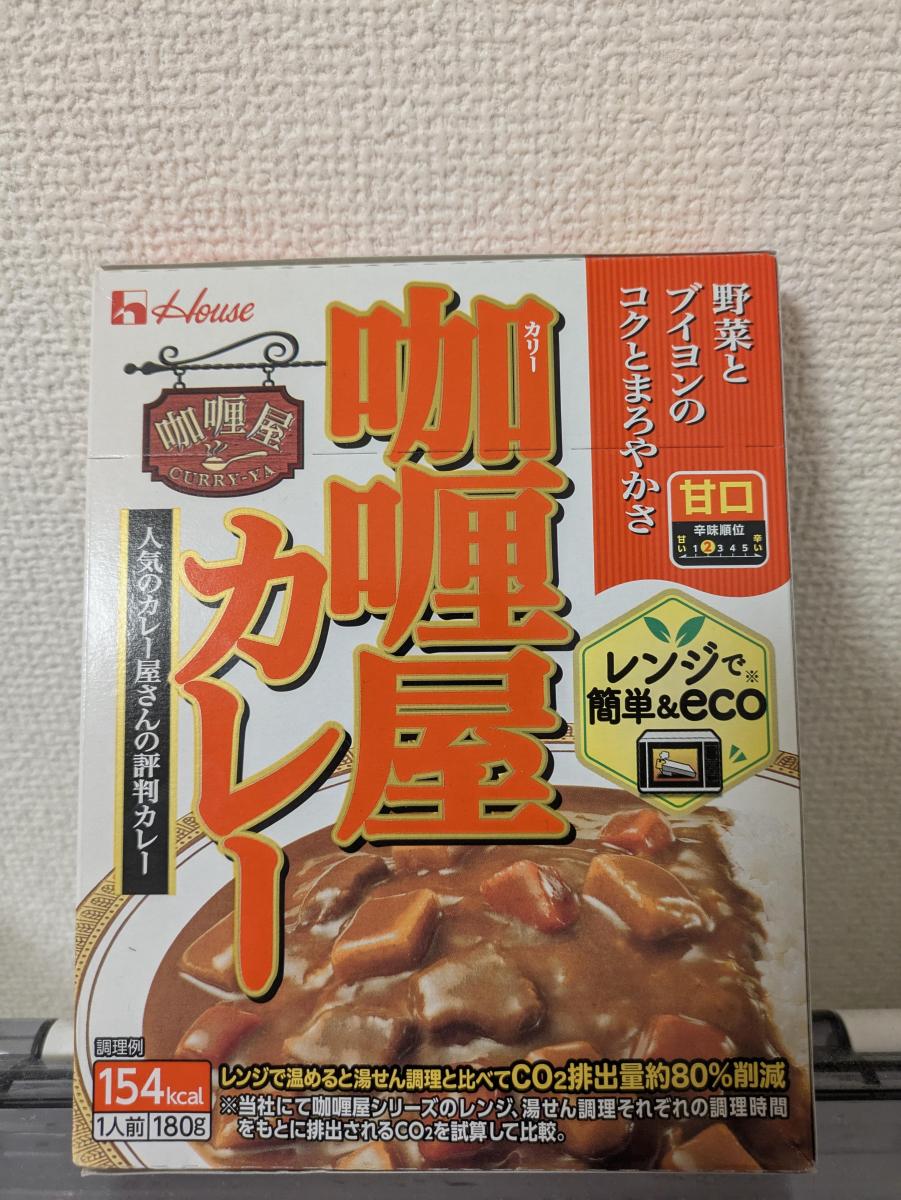 House
咖喱屋
CURRY-YA
カリー
咖喱屋
カレー
野菜と
ブイヨンの
コクとまろやかさ
甘口
辛味順位
甘い 1 2 3 4 5 辛い
人気のカレー屋さんの評判カレー
レンジで※
簡単&eco
調理例
154kcal
1人前 180g
レンジで温めると湯せん調理と比べてCO2排出量約80%削減
※当社にて咖喱屋シリーズのレンジ、湯せん調理それぞれの調理時間
をもとに排出されるCO2を試算して比較。